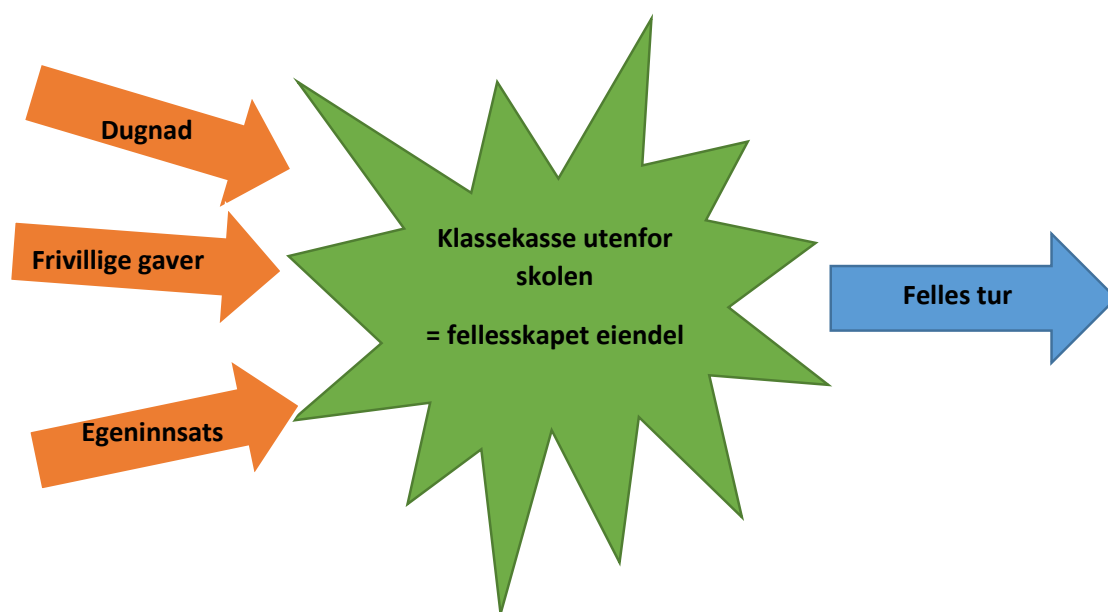 Dugnad
Frivillige gaver
Egeninnsats
Klassekasse utenfor
skolen
= fellesskapet eiendel
Felles tur